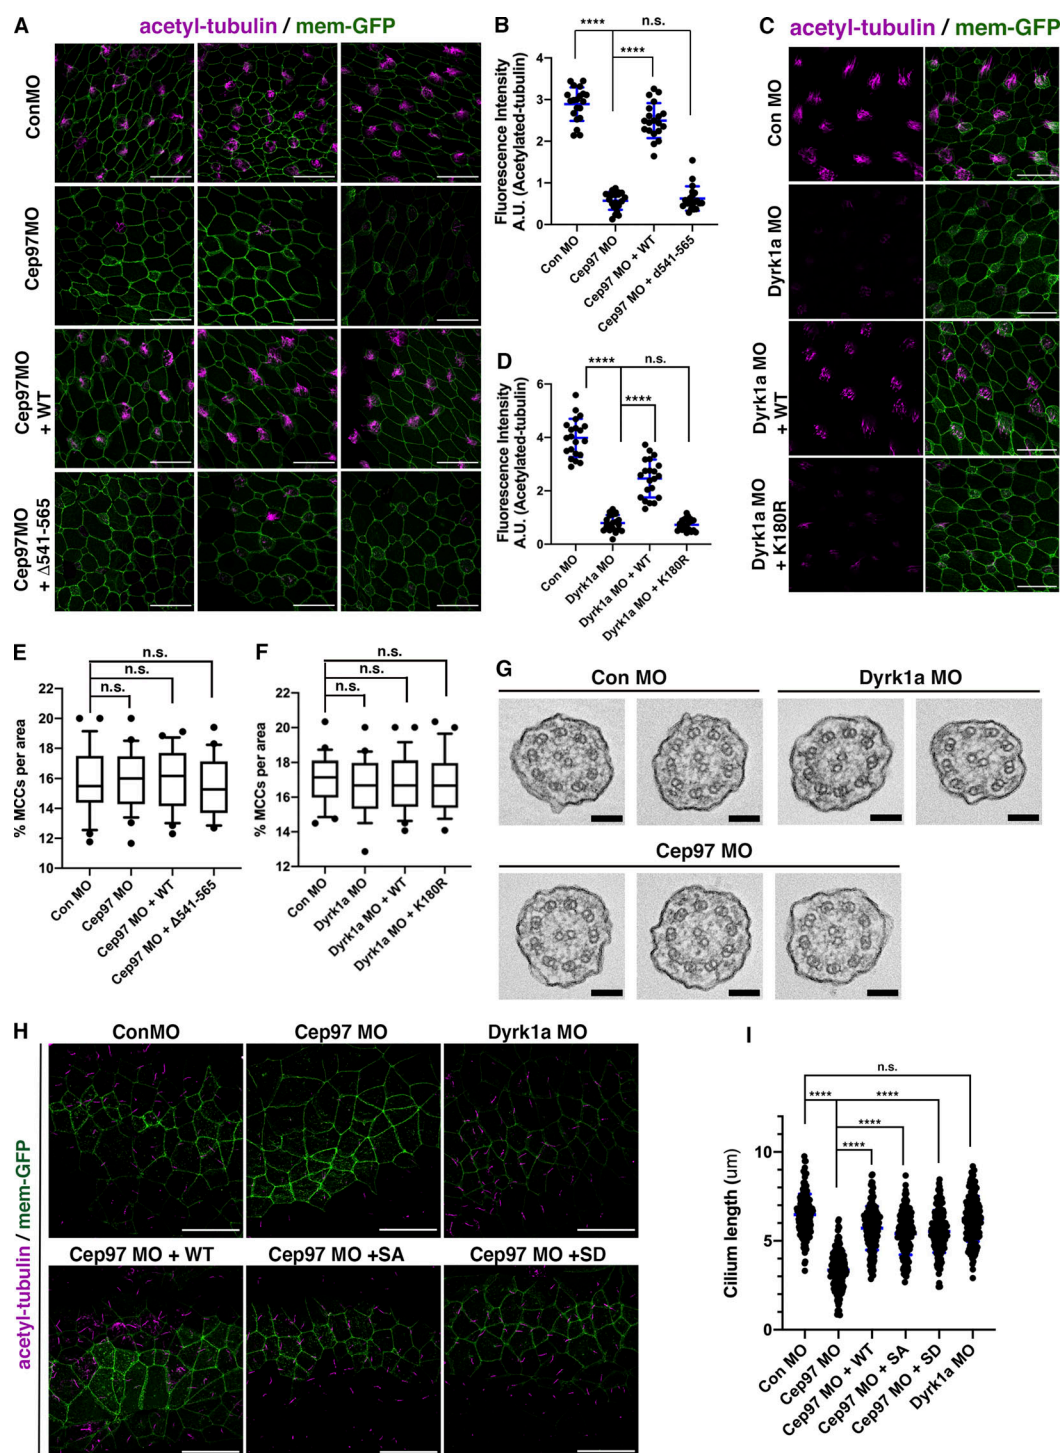 A
acetyl-tubulin / mem-GFP
ConMO
Cep97MO
Cep97MO
+ WT
Cep97MO
+ Δ541-565
B
****
n.s.
****
Fluorescence Intensity
A.U. (Acetylated-tubulin)
4
3
2
1
0
Con MO
Cep97 MO
Cep97 MO + WT
Cep97 MO + d541-565
C
acetyl-tubulin / mem-GFP
Con MO
Dyrk1a MO
Dyrk1a MO
+ WT
Dyrk1a MO
+ K180R
D
****
n.s.
****
Fluorescence Intensity
A.U. (Acetylated-tubulin)
6
4
2
0
Con MO
Dyrk1a MO
Dyrk1a MO + WT
Dyrk1a MO + K180R
E
n.s.
n.s.
n.s.
% MCCs per area
22
20
18
16
14
12
10
Con MO
Cep97 MO
Cep97 MO + WT
Cep97 MO + Δ541-565
F
n.s.
n.s.
n.s.
% MCCs per area
22
20
18
16
14
12
Con MO
Dyrk1a MO
Dyrk1a MO + WT
Dyrk1a MO + K180R
G
Con MO
Dyrk1a MO
Cep97 MO
H
acetyl-tubulin / mem-GFP
ConMO
Cep97 MO
Dyrk1a MO
Cep97 MO + WT
Cep97 MO +SA
Cep97 MO +SD
I
n.s.
****
****
****
****
Cilium length (um)
10
5
0
Con MO
Cep97 MO
Cep97 MO + WT
Cep97 MO + SA
Cep97 MO + SD
Dyrk1a MO